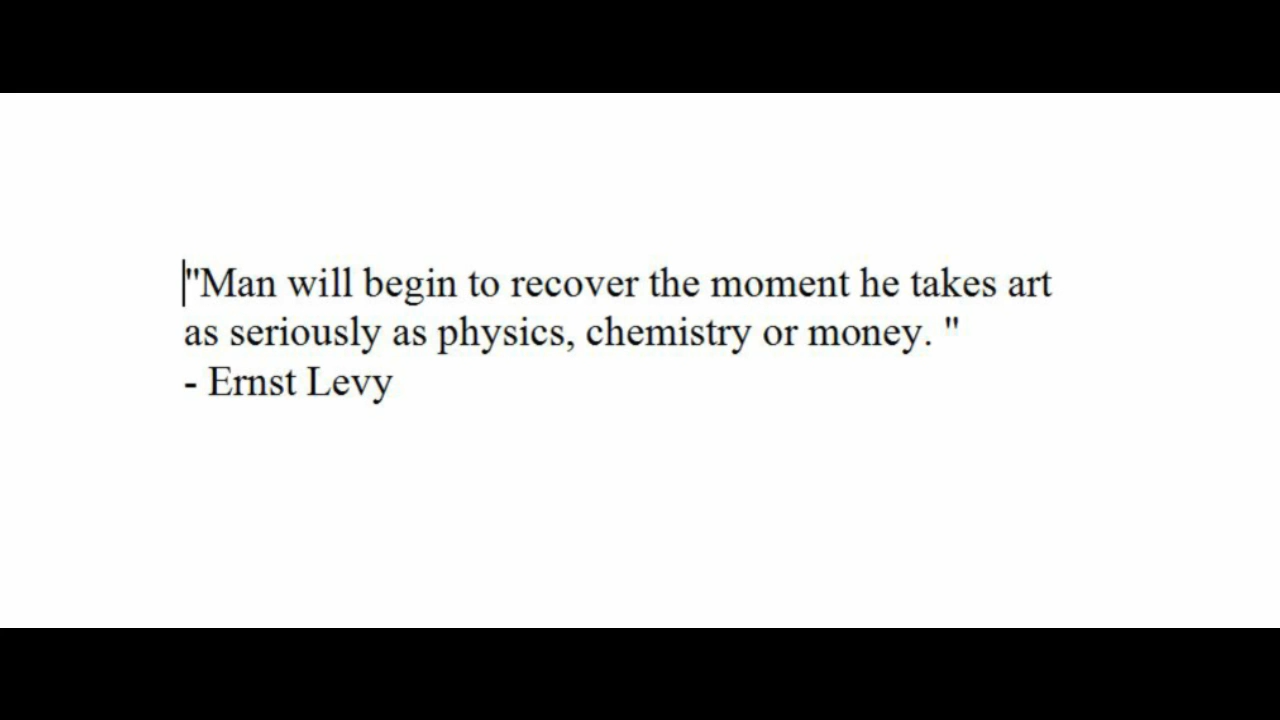 "Man will begin to recover the moment he takes art
as seriously as physics, chemistry or money. "
- Ernst Levy